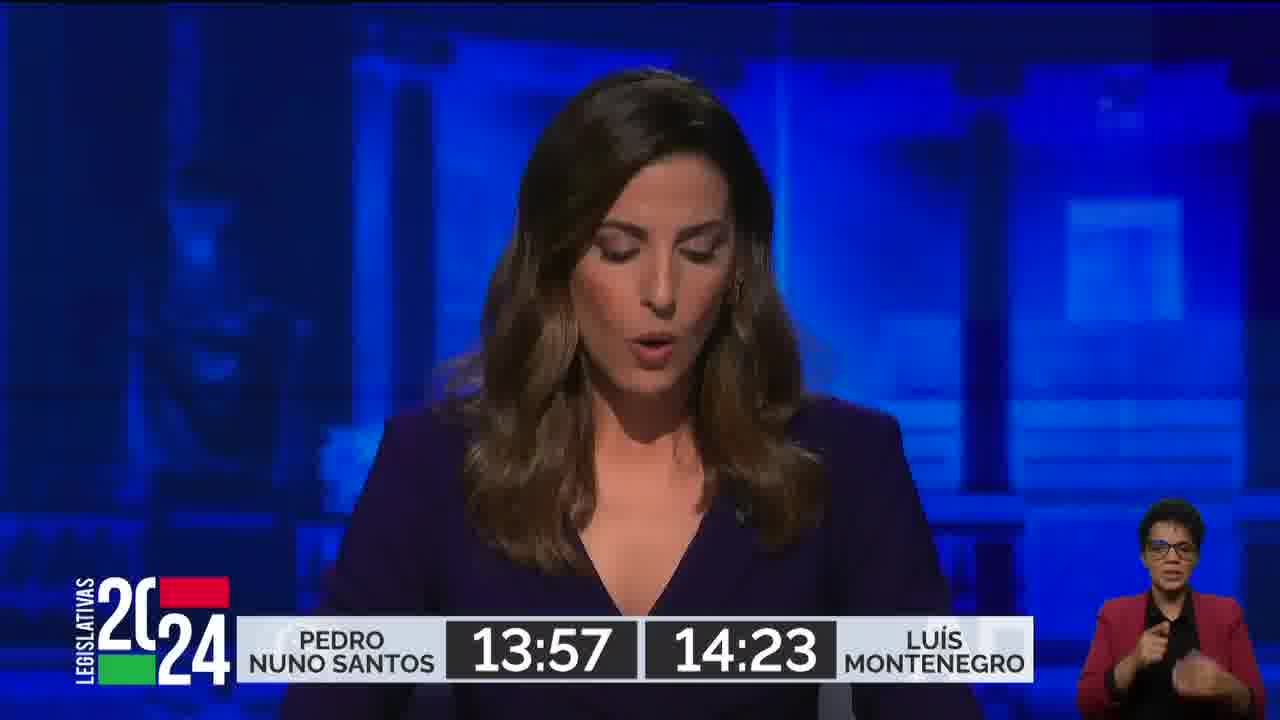 LEGISLATIVAS
2024
PEDRO
NUNO SANTOS
13:57
14:23
LUÍS
MONTENEGRO